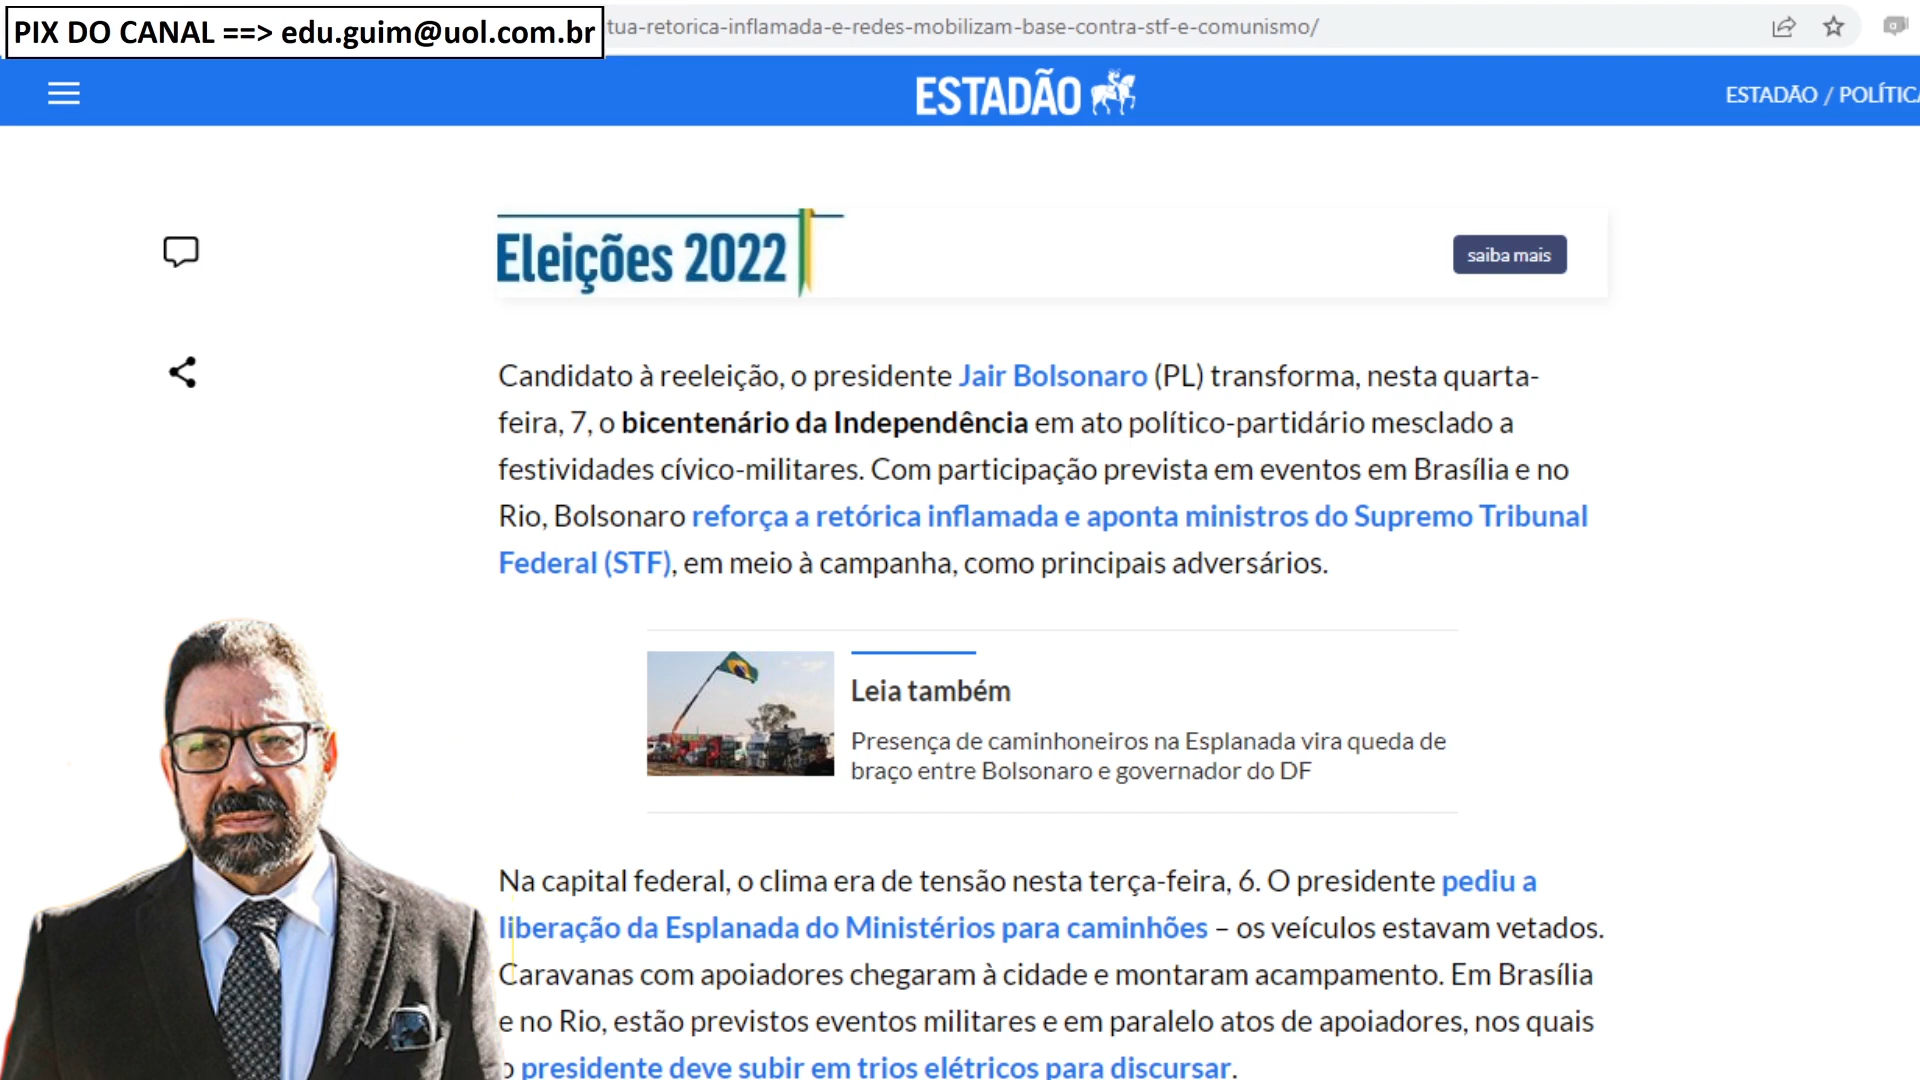 PIX DO CANAL ==> edu.guim@uol.com.br
tua-retorica-inflamada-e-redes-mobilizam-base-contra-stf-e-comunismo/
ESTADÃO
ESTADÃO / POLÍTICA
Eleições 2022
saiba mais
Candidato à reeleição, o presidente Jair Bolsonaro (PL) transforma, nesta quarta-
feira, 7, o bicentenário da Independência em ato político-partidário mesclado a
festividades cívico-militares. Com participação prevista em eventos em Brasília e no
Rio, Bolsonaro reforça a retórica inflamada e aponta ministros do Supremo Tribunal
Federal (STF), em meio à campanha, como principais adversários.
Leia também
Presença de caminhoneiros na Esplanada vira queda de
braço entre Bolsonaro e governador do DF
Na capital federal, o clima era de tensão nesta terça-feira, 6. O presidente pediu a
liberação da Esplanada do Ministérios para caminhões – os veículos estavam vetados.
Caravanas com apoiadores chegaram à cidade e montaram acampamento. Em Brasília
e no Rio, estão previstos eventos militares e em paralelo atos de apoiadores, nos quais
o presidente deve subir em trios elétricos para discursar.